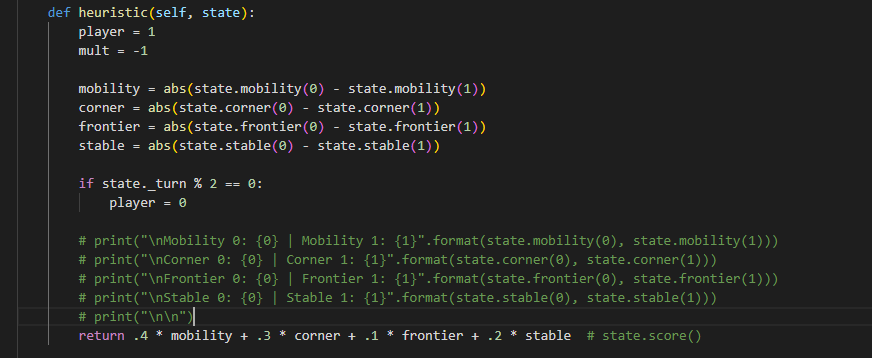 def heuristic(self, state):
    player = 1
    mult = -1

    mobility = abs(state.mobility(0) - state.mobility(1))
    corner = abs(state.corner(0) - state.corner(1))
    frontier = abs(state.frontier(0) - state.frontier(1))
    stable = abs(state.stable(0) - state.stable(1))

    if state._turn % 2 == 0:
        player = 0

    # print("\nMobility 0: {0} | Mobility 1: {1}".format(state.mobility(0), state.mobility(1)))
    # print("\nCorner 0: {0} | Corner 1: {1}".format(state.corner(0), state.corner(1)))
    # print("\nFrontier 0: {0} | Frontier 1: {1}".format(state.frontier(0), state.frontier(1)))
    # print("\nStable 0: {0} | Stable 1: {1}".format(state.stable(0), state.stable(1)))
    # print("\n\n")
    return .4 * mobility + .3 * corner + .1 * frontier + .2 * stable  # state.score()